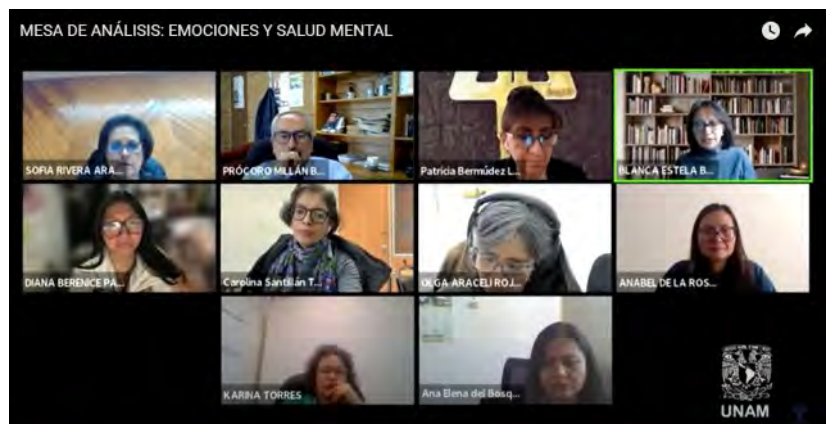 MESA DE ANÁLISIS: EMOCIONES Y SALUD MENTAL
SOFIA RIVERA ARA...
PRÓCORO MILLÁN B...
Patricia Bermúdez L...
BLANCA ESTELA B...
DIANA BERENICE PA...
Carolina Santillán T...
OLGA ARACELI ROJ...
ANABEL DE LA ROS...
KARINA TORRES
Ana Elena del Bosq...
UNAM